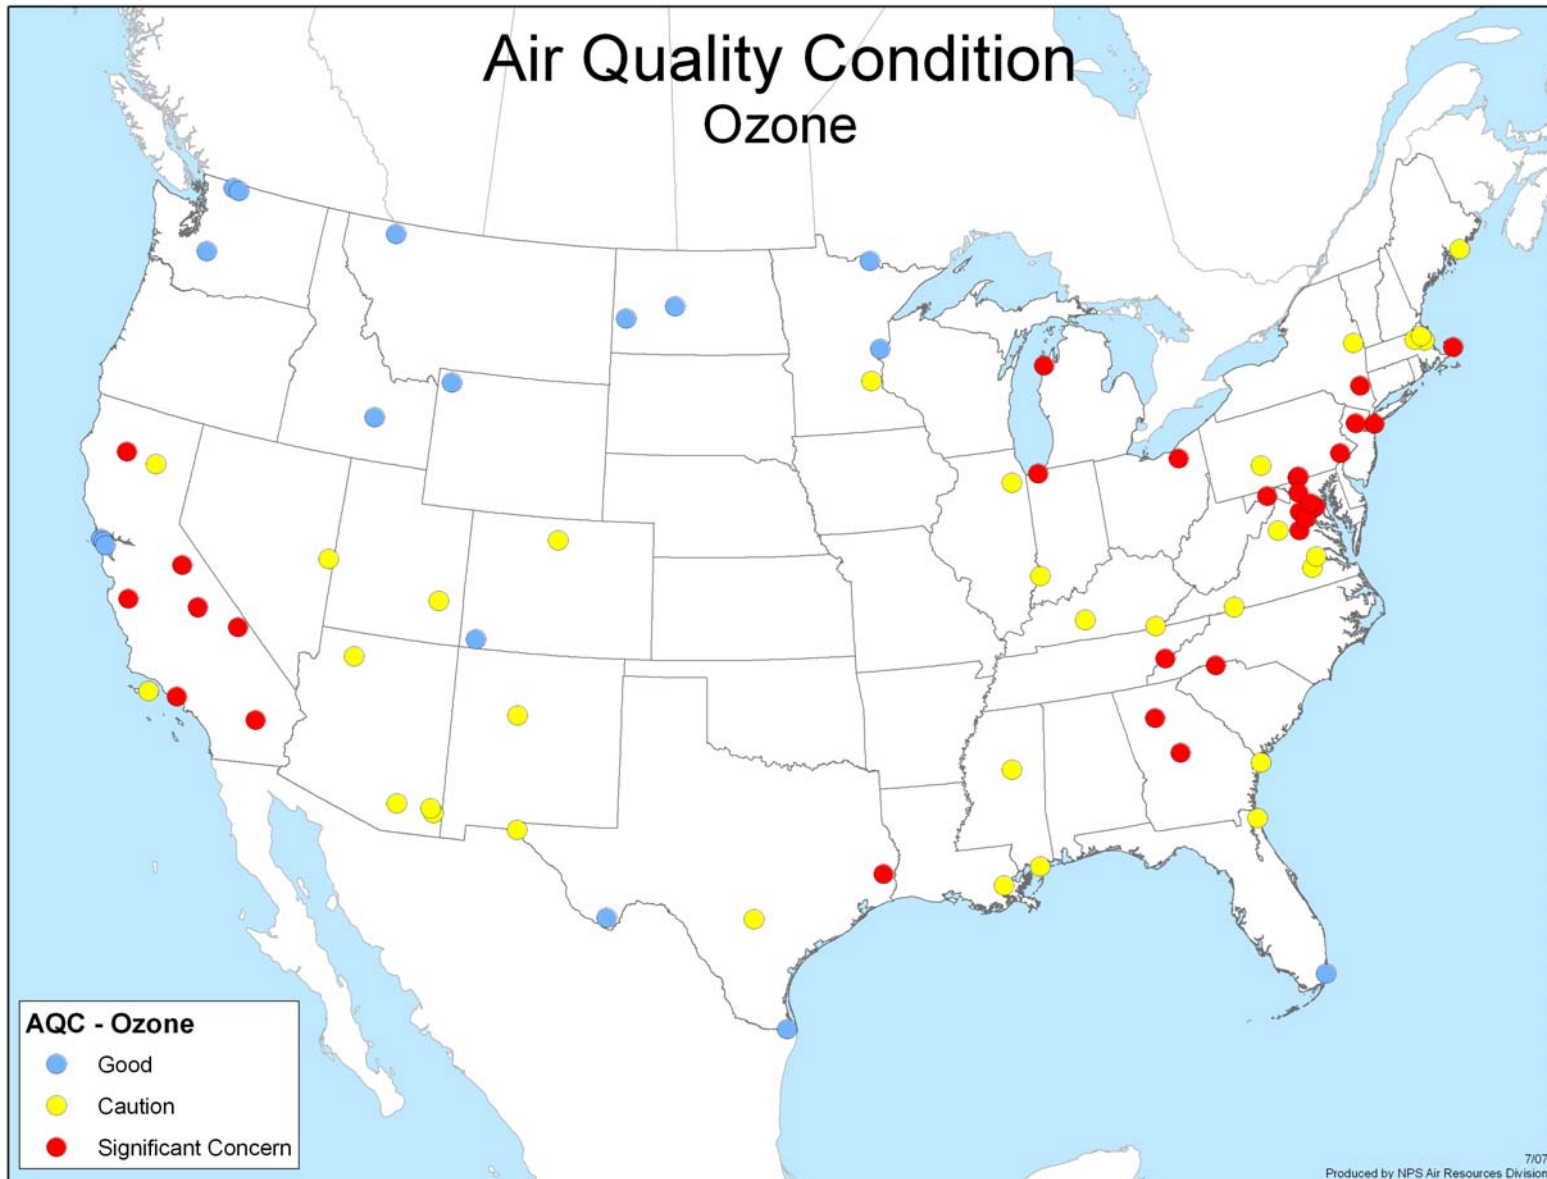 Air Quality Condition
Ozone
AQC - Ozone
Good
Caution
Significant Concern
7/07
Produced by NPS Air Resources Division